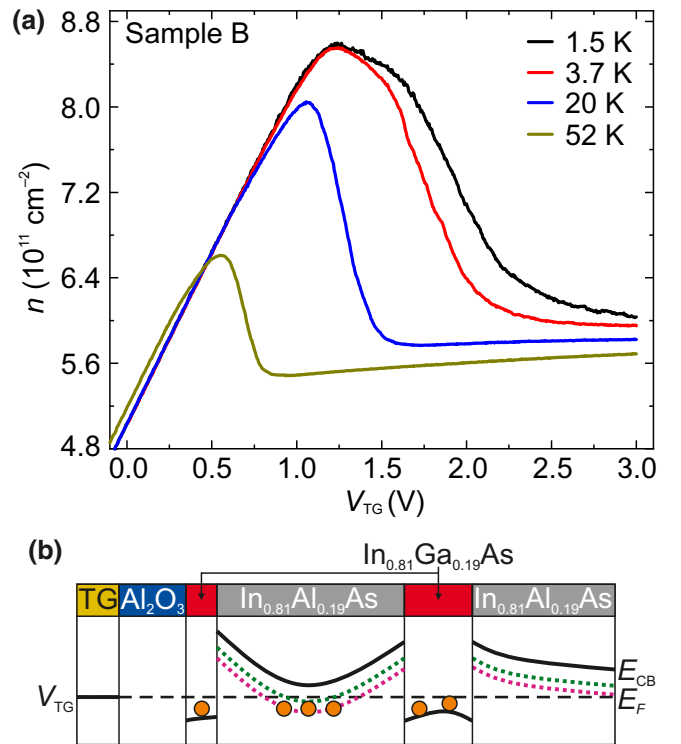 (a)
Sample B
1.5 K
3.7 K
20 K
52 K
8.8
8.0
7.2
6.4
5.6
4.8
n (10¹¹ cm⁻²)
0.0 0.5 1.0 1.5 2.0 2.5 3.0
V_TG (V)
(b)
In₀.₈₁Ga₀.₁₉As
TG Al₂O₃ In₀.₈₁Al₀.₁₉As In₀.₈₁Al₀.₁₉As
E_CB
V_TG E_F